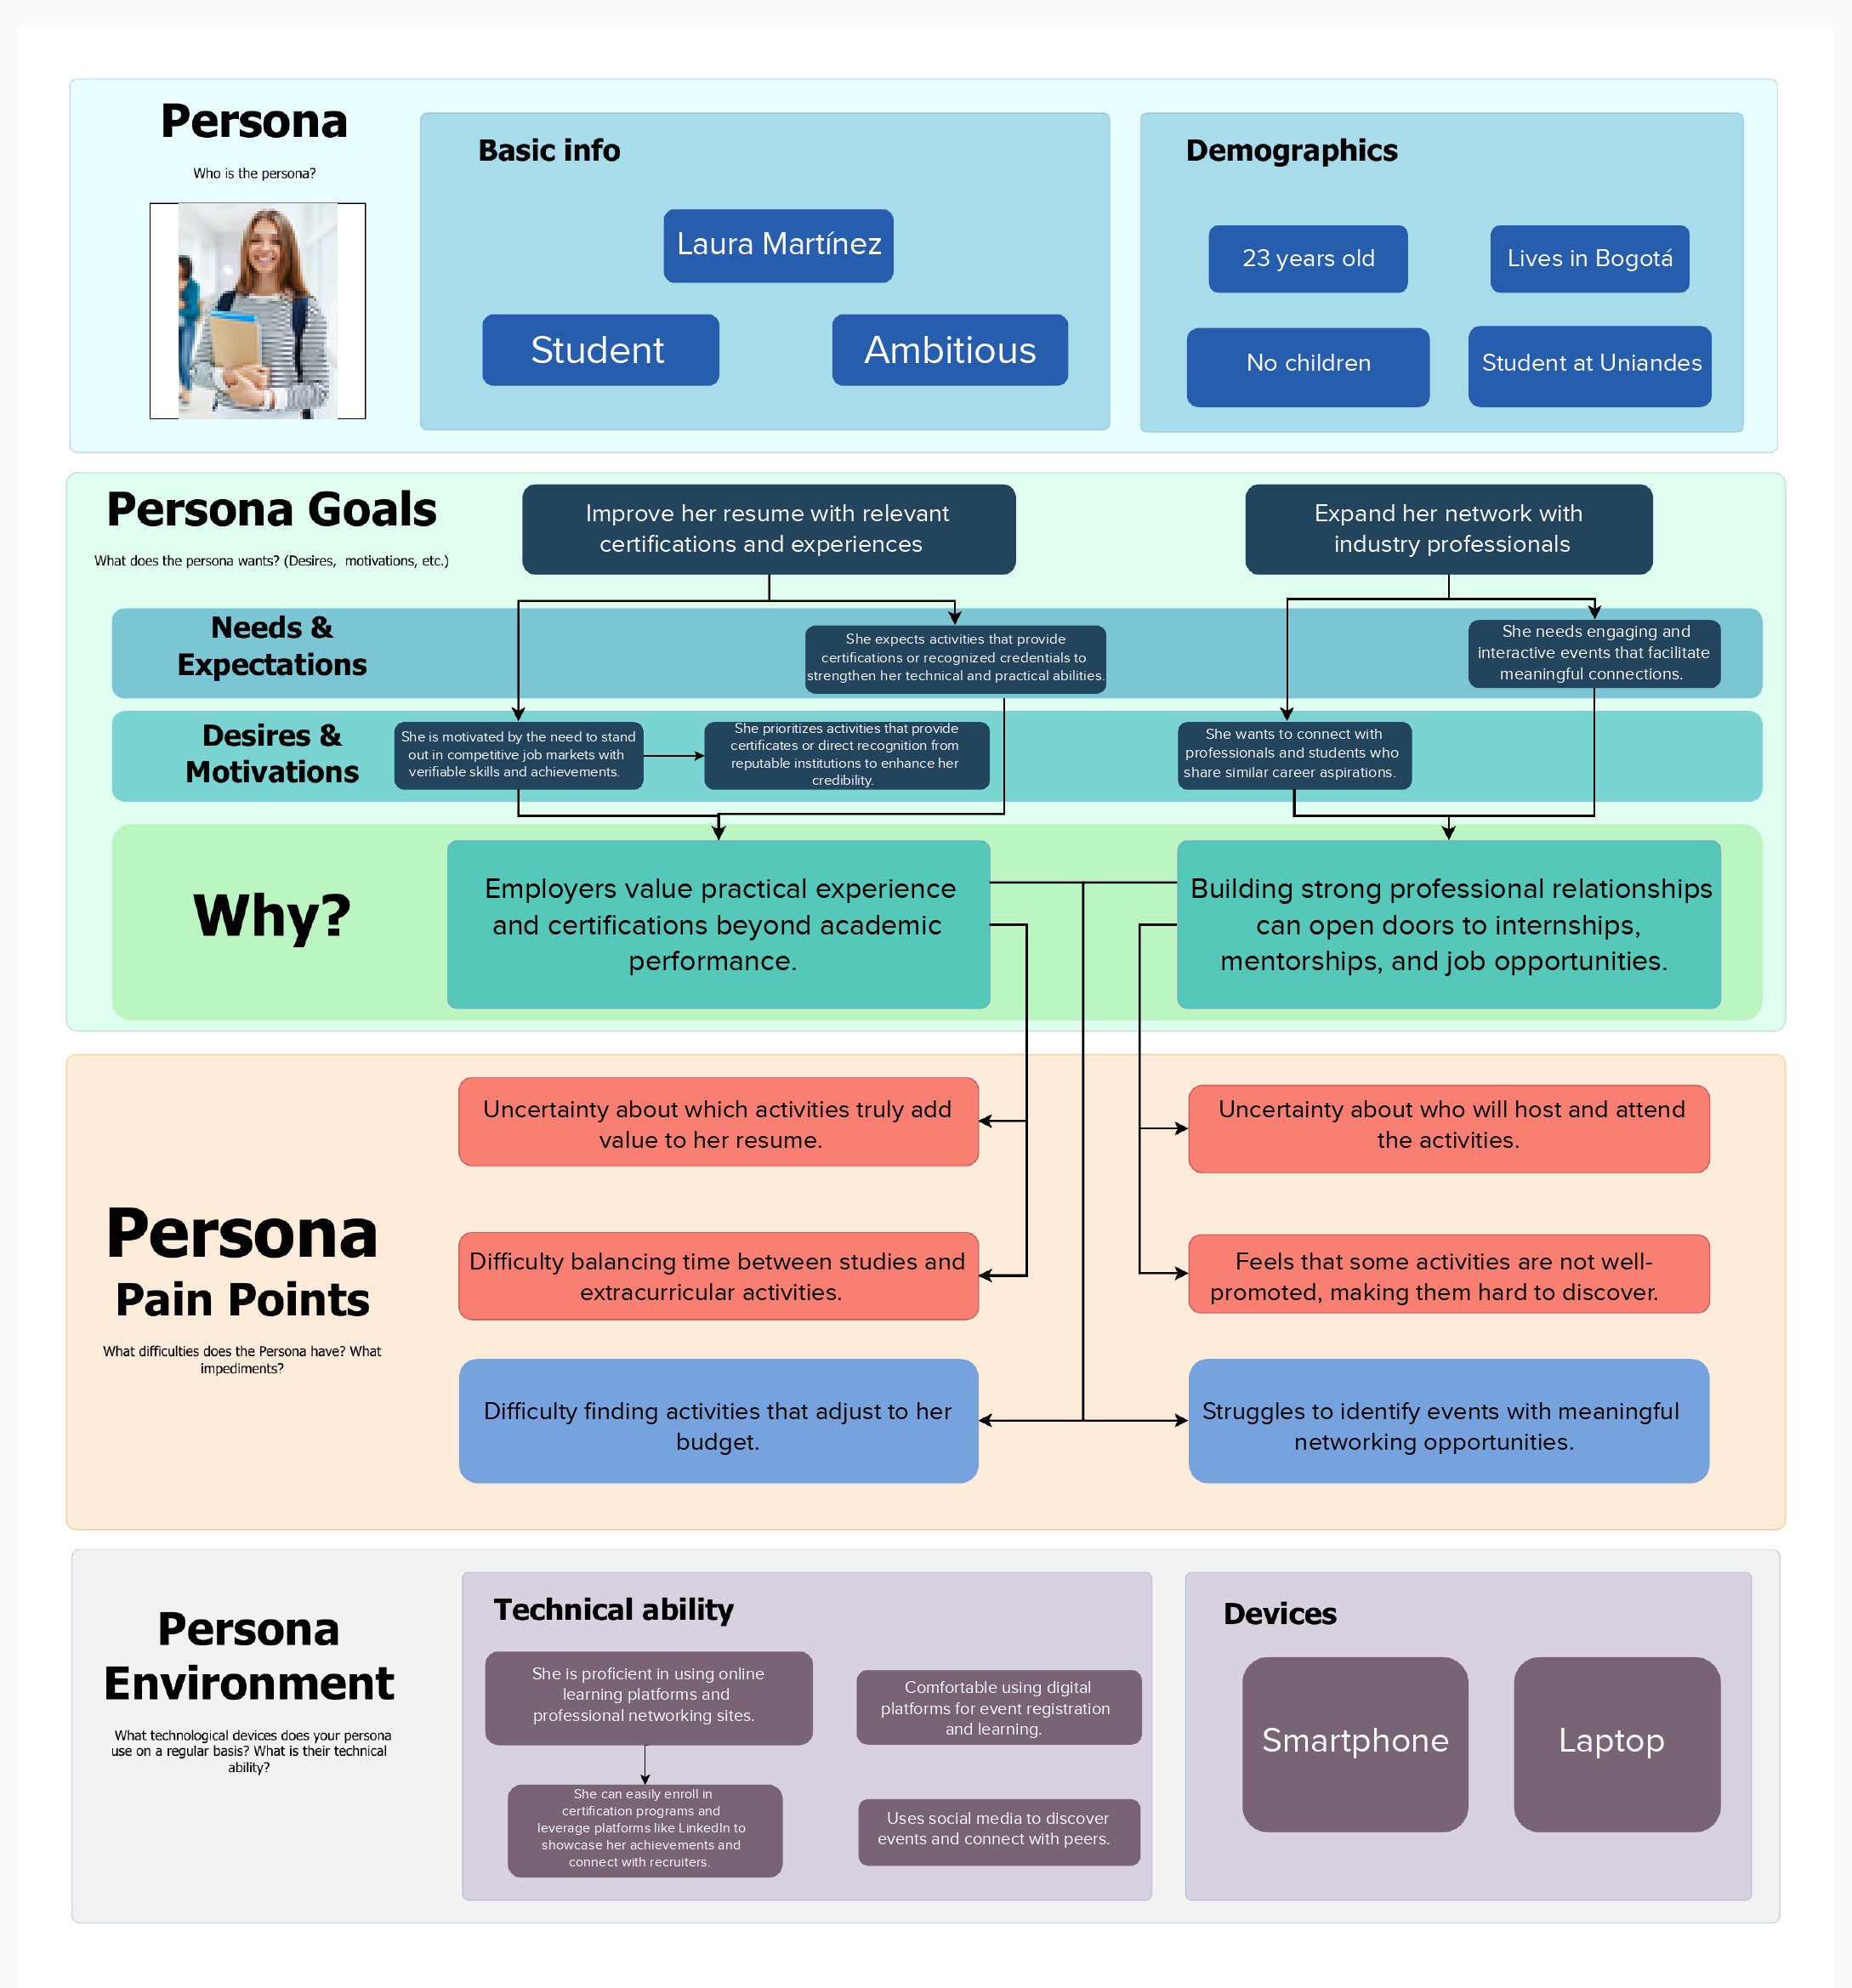 Persona
Who is the persona?
Basic info
Laura Martínez
Student
Ambitious
Demographics
23 years old
Lives in Bogotá
No children
Student at Uniandes
Persona Goals
What does the persona wants? (Desires,  motivations, etc.)
Improve her resume with relevant
certifications and experiences
Expand her network with
industry professionals
Needs &
Expectations
She expects activities that provide
certifications or recognized credentials to
strengthen her technical and practical abilities.
She needs engaging and
interactive events that facilitate
meaningful connections.
Desires &
Motivations
She is motivated by the need to stand
out in competitive job markets with
verifiable skills and achievements.
She prioritizes activities that provide
certificates or direct recognition from
reputable institutions to enhance her
credibility.
She wants to connect with
professionals and students who
share similar career aspirations.
Why?
Employers value practical experience
and certifications beyond academic
performance.
Building strong professional relationships
can open doors to internships,
mentorships, and job opportunities.
Persona
Pain Points
What difficulties does the Persona have? What
impediments?
Uncertainty about which activities truly add
value to her resume.
Uncertainty about who will host and attend
the activities.
Difficulty balancing time between studies and
extracurricular activities.
Feels that some activities are not well-
promoted, making them hard to discover.
Difficulty finding activities that adjust to her
budget.
Struggles to identify events with meaningful
networking opportunities.
Persona
Environment
What technological devices does your persona
use on a regular basis? What is their technical
ability?
Technical ability
She is proficient in using online
learning platforms and
professional networking sites.
Comfortable using digital
platforms for event registration
and learning.
She can easily enroll in
certification programs and
leverage platforms like LinkedIn to
showcase her achievements and
connect with recruiters.
Uses social media to discover
events and connect with peers.
Devices
Smartphone
Laptop